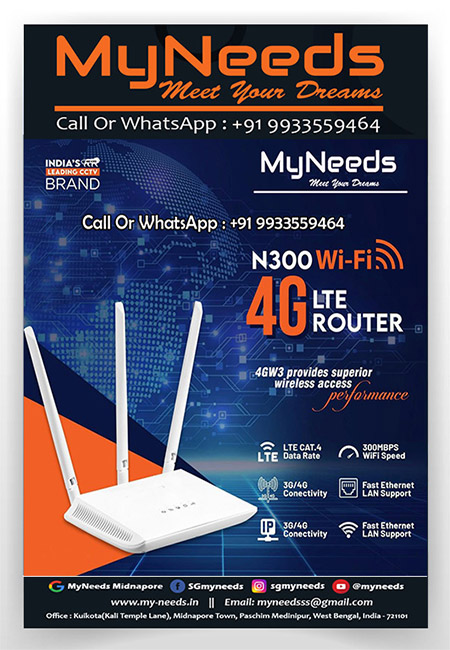 MyNeeds
Meet Your Dreams
Call Or WhatsApp : +91 9933559464
INDIA'S
LEADING CCTV
BRAND
MyNeeds
Meet Your Dreams
Call Or WhatsApp : +91 9933559464
N300 Wi-Fi
4G LTE
ROUTER
4GW3 provides superior
wireless access
performance
LTE
LTE CAT.4
Data Rate
300MBPS
WiFi Speed
3G/4G
Conectivity
Fast Ethernet
LAN Support
IP
3G/4G
Conectivity
Fast Ethernet
LAN Support
MyNeeds Midnapore SGmyneeds sgmyneeds @myneeds
www.my-needs.in || Email: myneedsss@gmail.com
Office : Kuikota(Kali Temple Lane), Midnapore Town, Paschim Medinipur, West Bengal, India - 721101